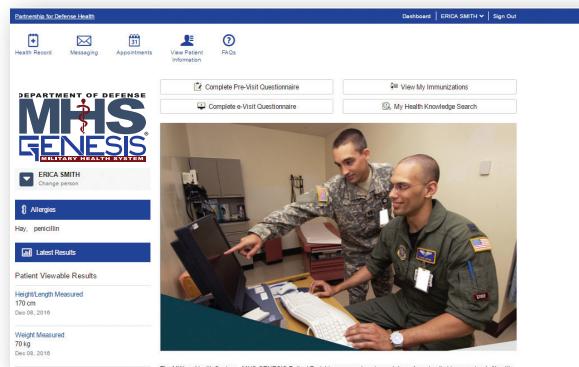 Partnership for Defense Health
Dashboard ERICA SMITH Sign Out
Health Record
Messaging
31
Appointments
View Patient
Information
?
FAQs
Complete Pre-Visit Questionnaire
View My Immunizations
Complete e-Visit Questionnaire
My Health Knowledge Search
DEPARTMENT OF DEFENSE
MHS
GENESIS®
MILITARY HEALTH SYSTEM
ERICA SMITH
Change person
Allergies
Hay, penicillin
Latest Results
Patient Viewable Results
Height/Length Measured
170 cm
Dec 08, 2016
Weight Measured
70 kg
Dec 08, 2016